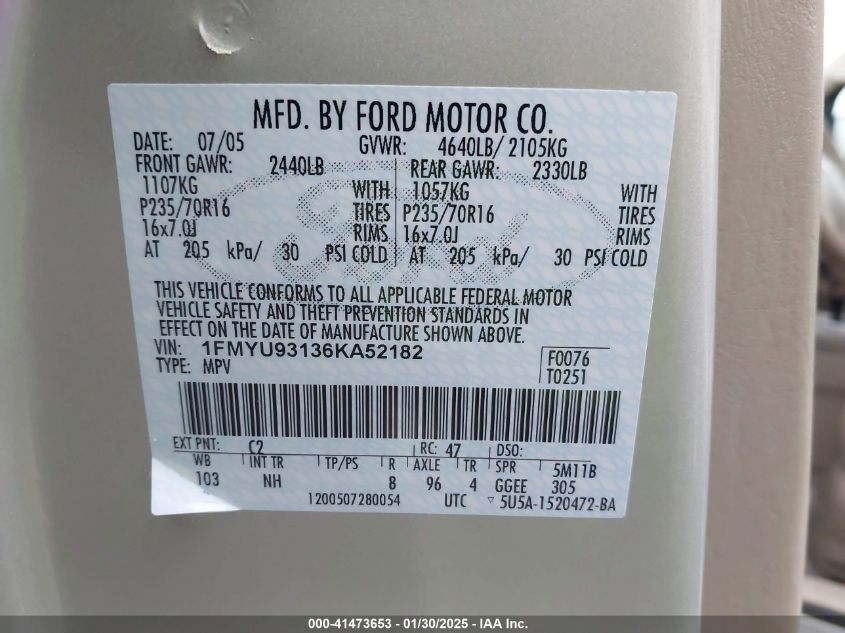 MFD. BY FORD MOTOR CO.
DATE: 07/05 GVWR: 4640LB/ 2105KG
FRONT GAWR: 2440LB REAR GAWR: 2330LB
1107KG WITH 1057KG WITH
P235/70R16 TIRES P235/70R16 TIRES
16x7.0J RIMS 16x7.0J RIMS
AT 205 kPa/ 30 PSI COLD AT 205 kPa/ 30 PSI COLD
Ford
THIS VEHICLE CONFORMS TO ALL APPLICABLE FEDERAL MOTOR
VEHICLE SAFETY AND THEFT PREVENTION STANDARDS IN
EFFECT ON THE DATE OF MANUFACTURE SHOWN ABOVE.
VIN: 1FMYU93136KA52182 F0076
TYPE: MPV T0251
EXT PNT: C2 RC: 47 DSO:
WB INT TR TP/PS R AXLE TR SPR 5M11B
103 NH 8 96 4 GGEE 305
1200507280054 UTC ▽ 5U5A-1520472-BA
000-41473653 - 01/30/2025 - IAA Inc.